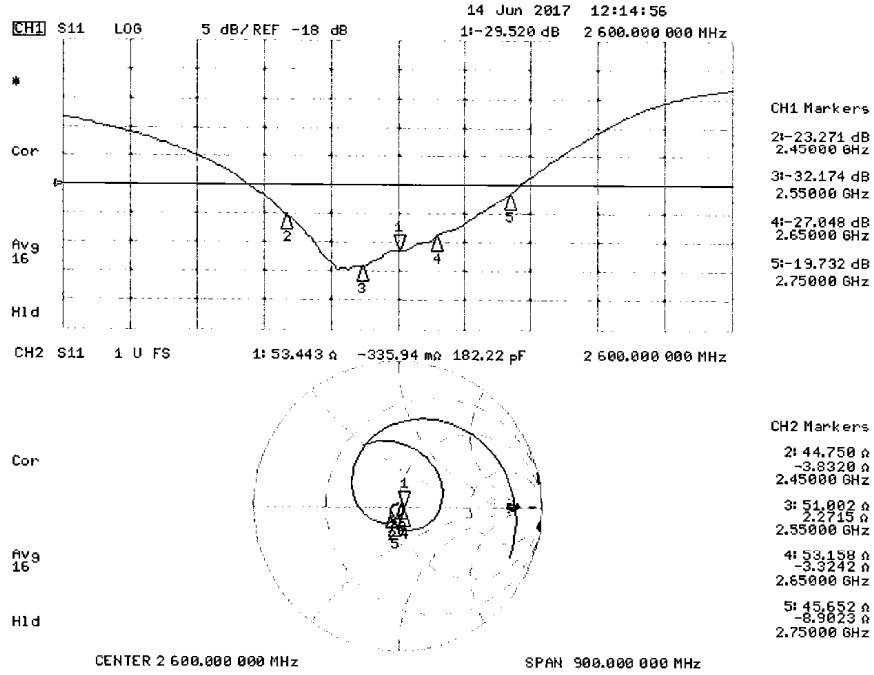 14 Jun 2017 12:14:56
CH1 S11 LOG 5 dB/REF -18 dB 1:-29.520 dB 2 600.000 000 MHz
*
CH1 Markers
2:-23.271 dB
2.45000 GHz
Cor
3:-32.174 dB
2.55000 GHz
1
2
3
4
5
4:-27.048 dB
2.65000 GHz
Avg
16
5:-19.732 dB
2.75000 GHz
Hld
CH2 S11 1 U FS 1: 53.443 Ω -335.94 mΩ 182.22 pF 2 600.000 000 MHz
CH2 Markers
2: 44.750 Ω
-3.8320 Ω
2.45000 GHz
Cor
1
3: 51.002 Ω
2.2715 Ω
2.55000 GHz
4
5
4: 53.158 Ω
-3.3242 Ω
2.65000 GHz
Avg
16
5: 45.652 Ω
-8.9023 Ω
2.75000 GHz
Hld
CENTER 2 600.000 000 MHz SPAN 900.000 000 MHz